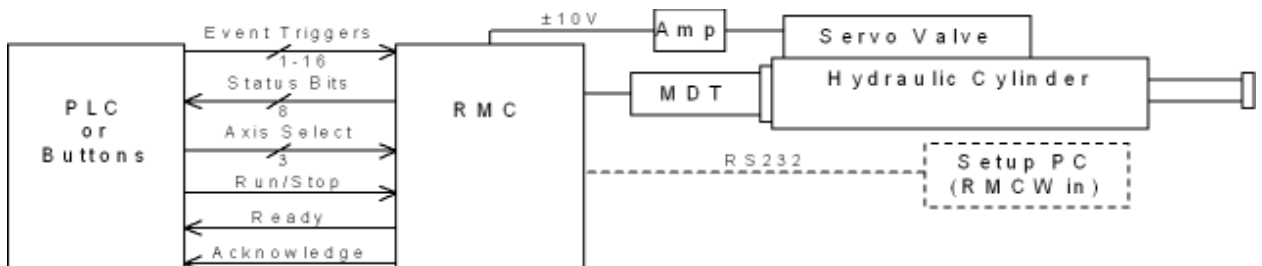 PLC
or
Buttons
Event Triggers
1-16
Status Bits
8
Axis Select
3
Run/Stop
Ready
Acknowledge
RMC
±10V
Amp
Servo Valve
MDT
Hydraulic Cylinder
RS232
Setup PC
(RMCWin)